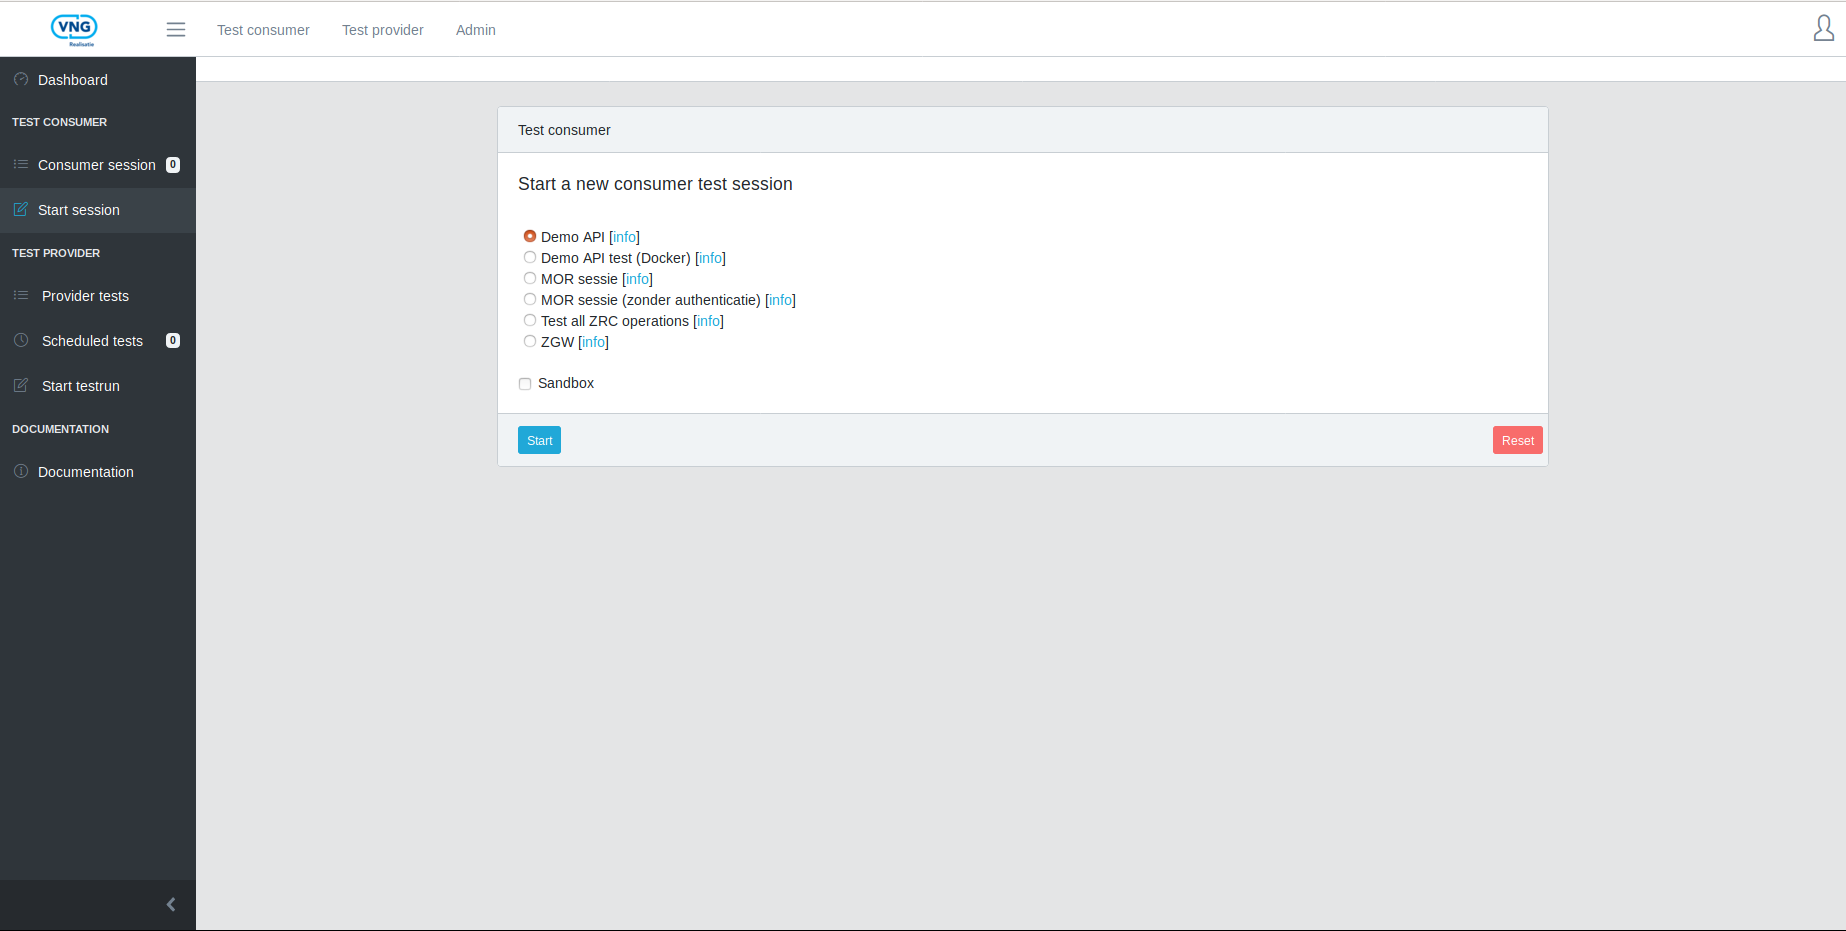 VNG
Realisatie
Test consumer
Test provider
Admin
Dashboard
TEST CONSUMER
Consumer session 0
Start session
TEST PROVIDER
Provider tests
Scheduled tests 0
Start testrun
DOCUMENTATION
Documentation
Test consumer
Start a new consumer test session
Demo API [info]
Demo API test (Docker) [info]
MOR sessie [info]
MOR sessie (zonder authenticatie) [info]
Test all ZRC operations [info]
ZGW [info]
Sandbox
Start
Reset